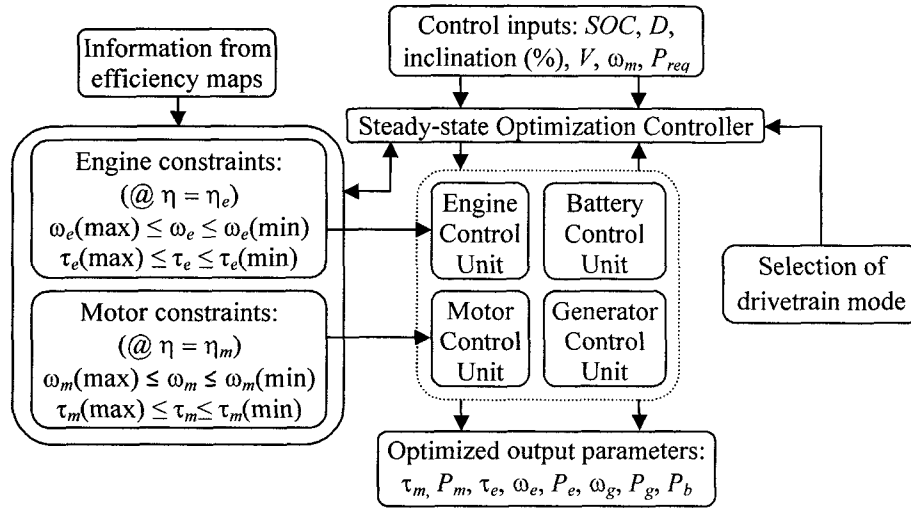 Information from
efficiency maps
Control inputs: SOC, D,
inclination (%), V, ωm, Preq
Steady-state Optimization Controller
Engine constraints:
(@ η = ηe)
ωe(max) ≤ ωe ≤ ωe(min)
τe(max) ≤ τe ≤ τe(min)
Motor constraints:
(@ η = ηm)
ωm(max) ≤ ωm ≤ ωm(min)
τm(max) ≤ τm ≤ τm(min)
Engine
Control
Unit
Battery
Control
Unit
Motor
Control
Unit
Generator
Control
Unit
Selection of
drivetrain mode
Optimized output parameters:
τm, Pm, τe, ωe, Pe, ωg, Pg, Pb